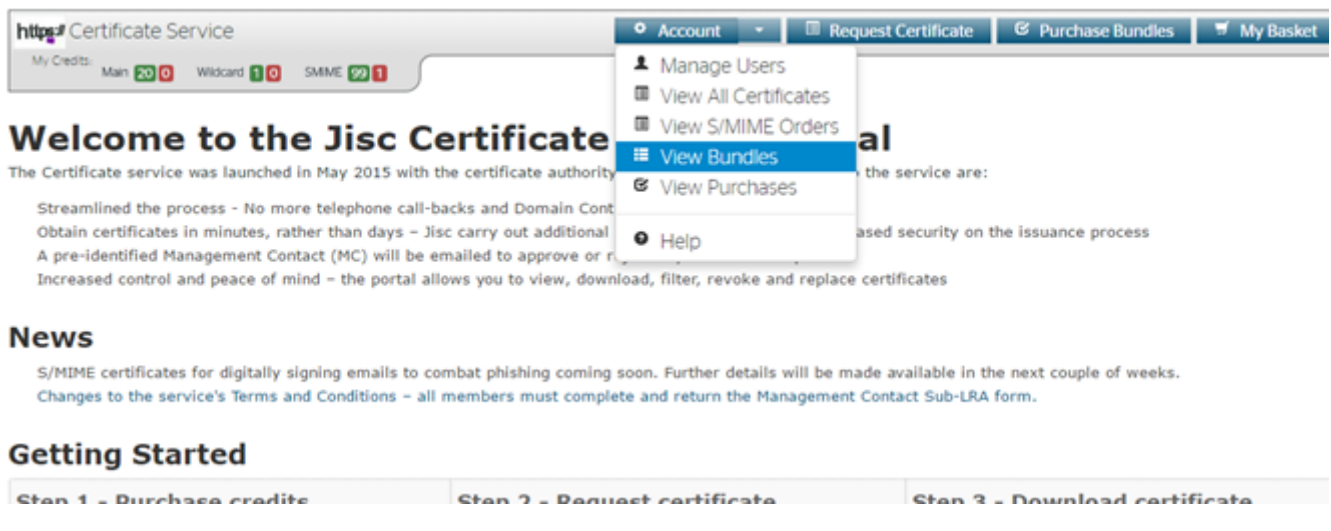 https:// Certificate Service
Account
Request Certificate
Purchase Bundles
My Basket
My Credits:
Main 20 0 Wildcard 1 0 SMIME 99 1
Manage Users
View All Certificates
View S/MIME Orders
View Bundles
View Purchases
Help
Welcome to the Jisc Certificate al
The Certificate service was launched in May 2015 with the certificate authority the service are:
Streamlined the process - No more telephone call-backs and Domain Cont
Obtain certificates in minutes, rather than days – Jisc carry out additional ased security on the issuance process
A pre-identified Management Contact (MC) will be emailed to approve or
Increased control and peace of mind – the portal allows you to view, download, filter, revoke and replace certificates
News
S/MIME certificates for digitally signing emails to combat phishing coming soon. Further details will be made available in the next couple of weeks.
Changes to the service's Terms and Conditions – all members must complete and return the Management Contact Sub-LRA form.
Getting Started
Step 1 - Purchase credits
Step 2 - Request certificate
Step 3 - Download certificate